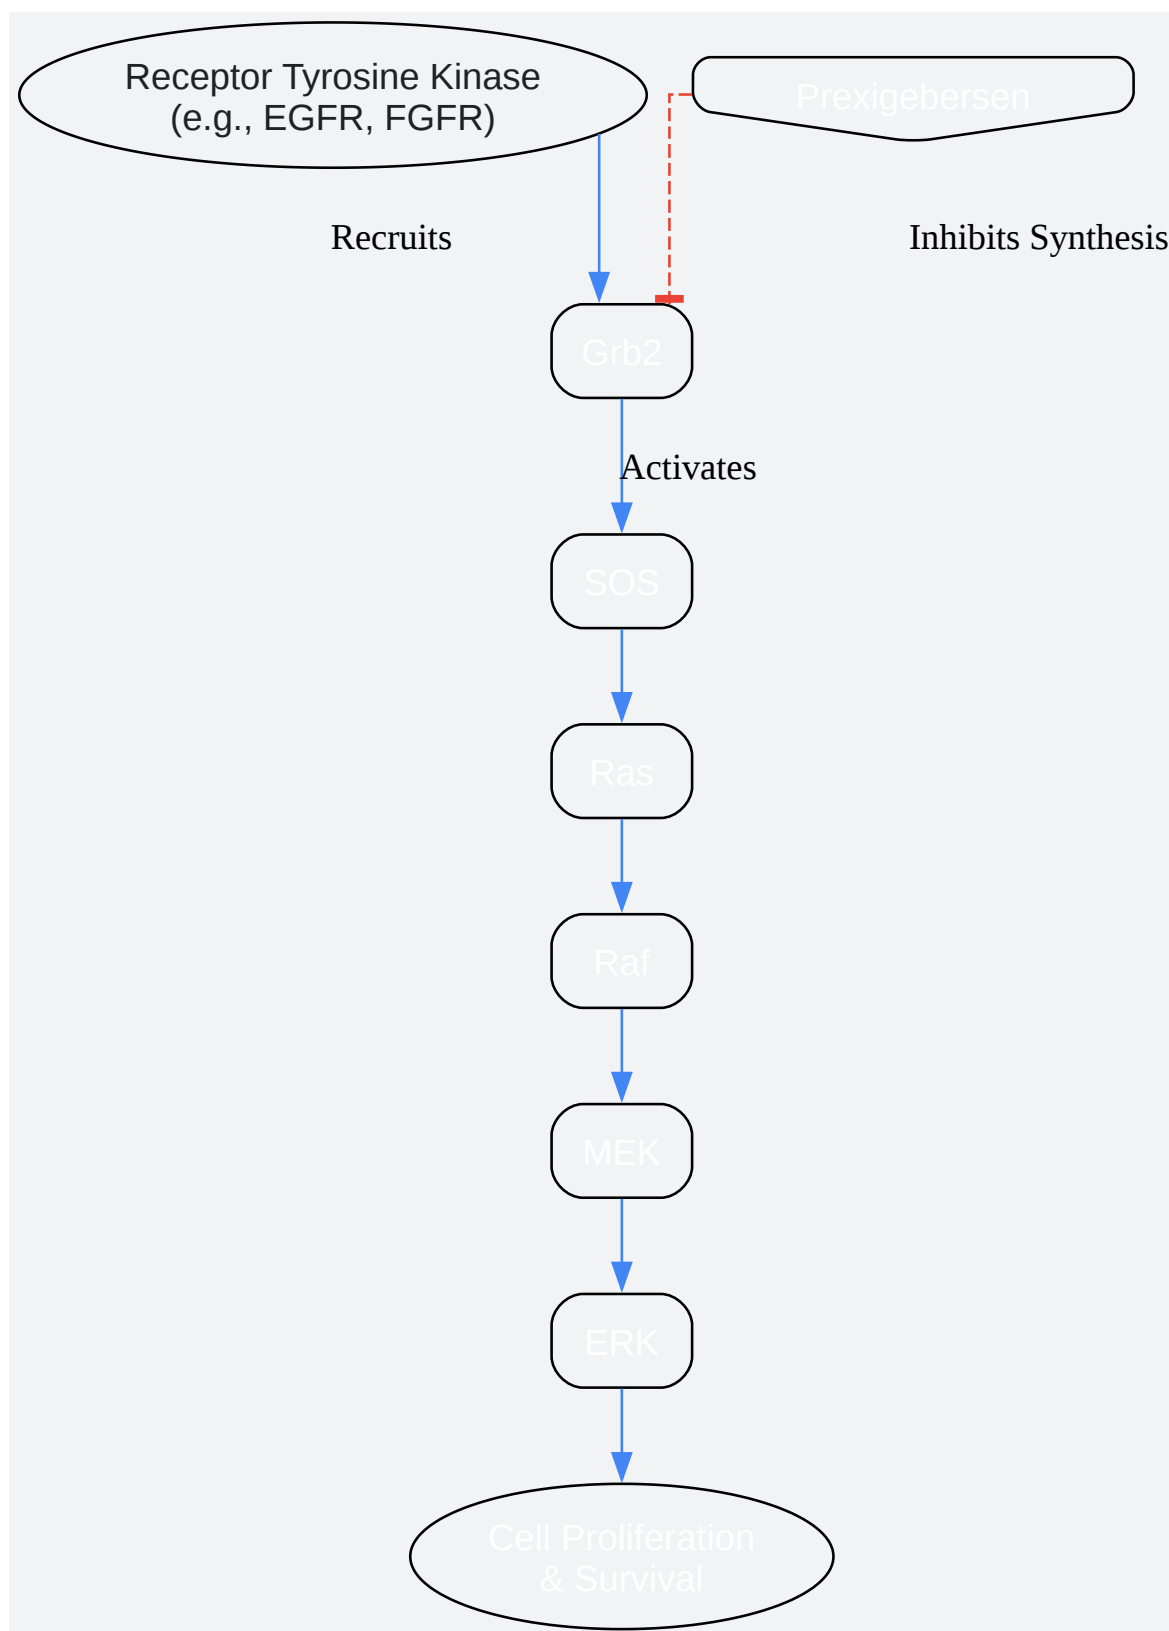 Receptor Tyrosine Kinase
(e.g., EGFR, FGFR)
Prexigebersen
Recruits
Inhibits Synthesis
Grb2
Activates
SOS
Ras
Raf
MEK
ERK
Cell Proliferation
& Survival